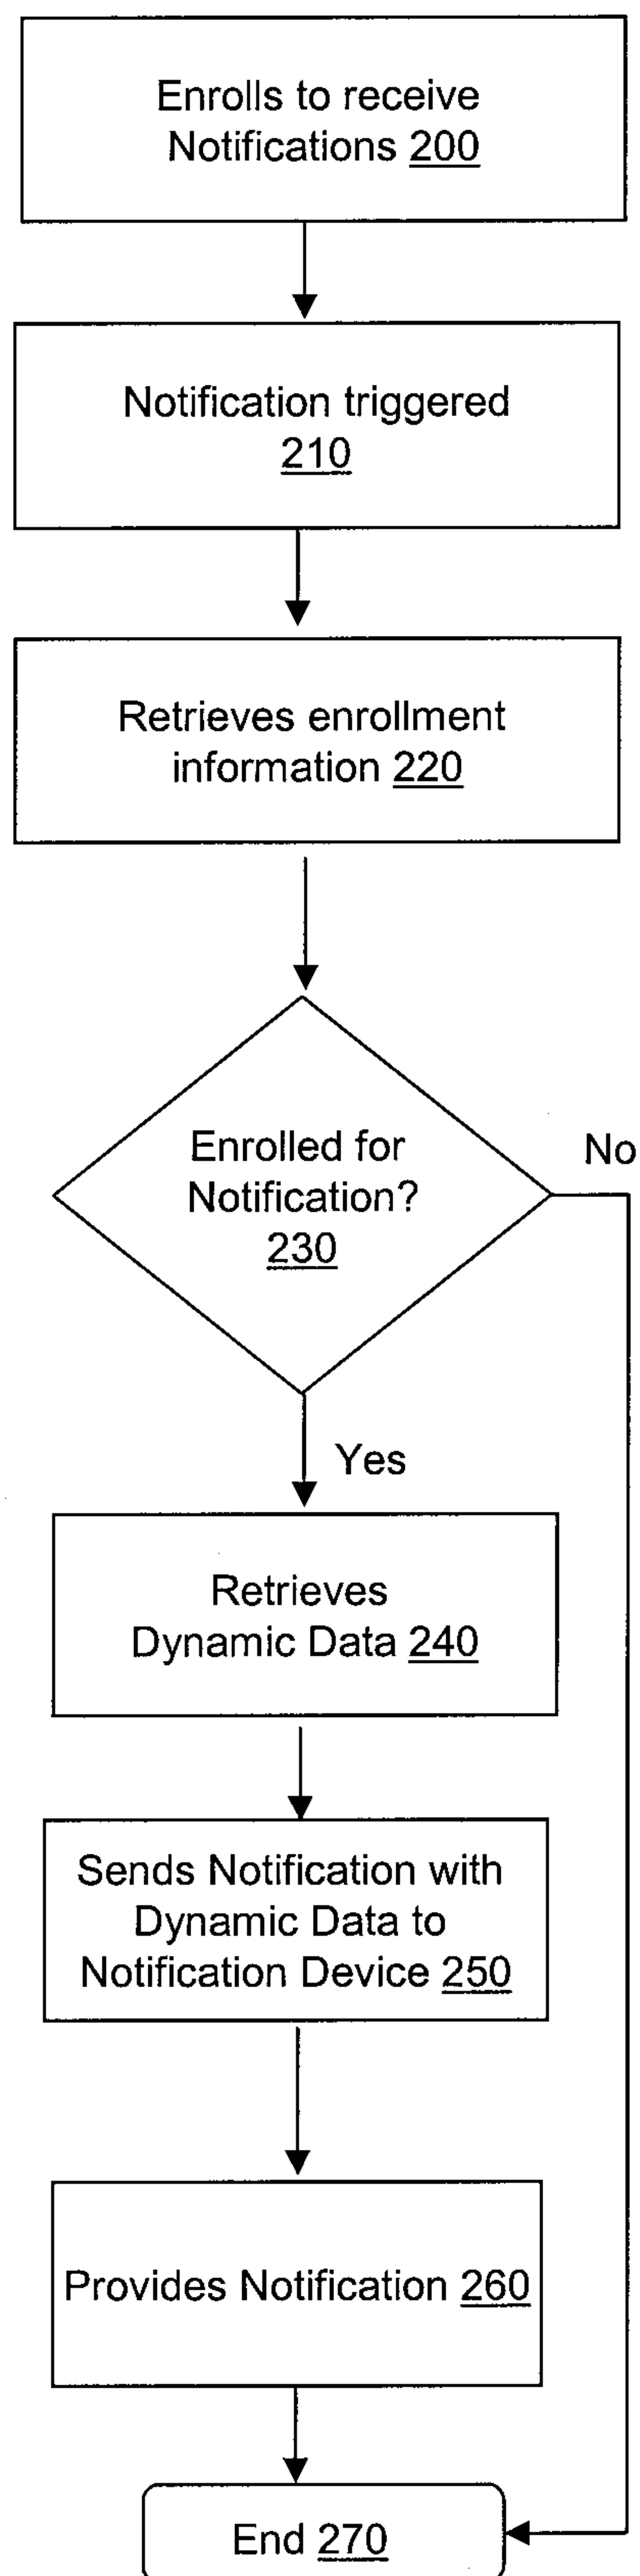 Enrolls to receive
Notifications 200
Notification triggered
210
Retrieves enrollment
information 220
Enrolled for
Notification?
230
No
Yes
Retrieves
Dynamic Data 240
Sends Notification with
Dynamic Data to
Notification Device 250
Provides Notification 260
End 270